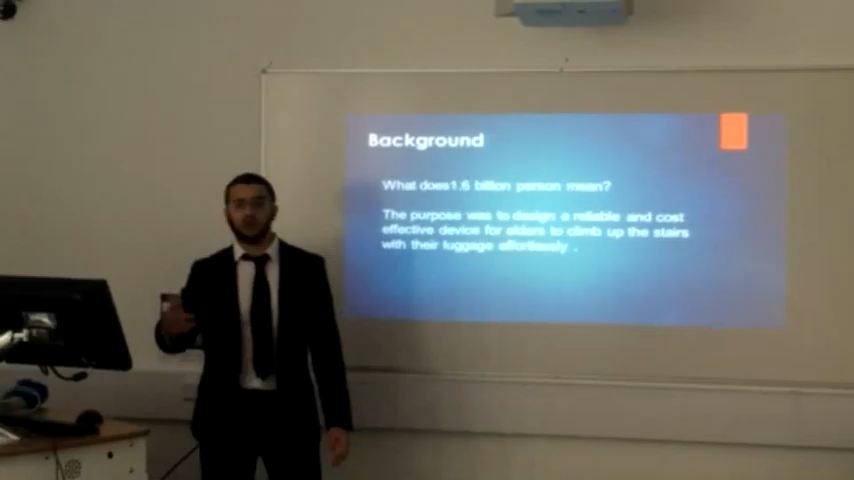 Background
What does1.6 billion person mean?
The purpose was to design a reliable and cost
effective device for elders to climb up the stairs
with their luggage effortlessly .